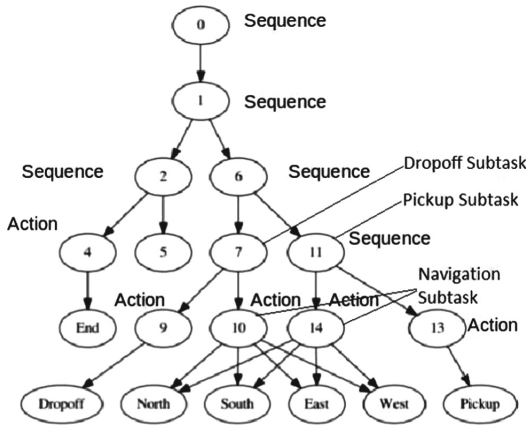 0 Sequence
1 Sequence
Sequence 2 6 Sequence
Dropoff Subtask
Pickup Subtask
Action
4 5 7 11 Sequence
Navigation
Subtask
Action Action Action
End 9 10 14 13 Action
Dropoff North South East West Pickup